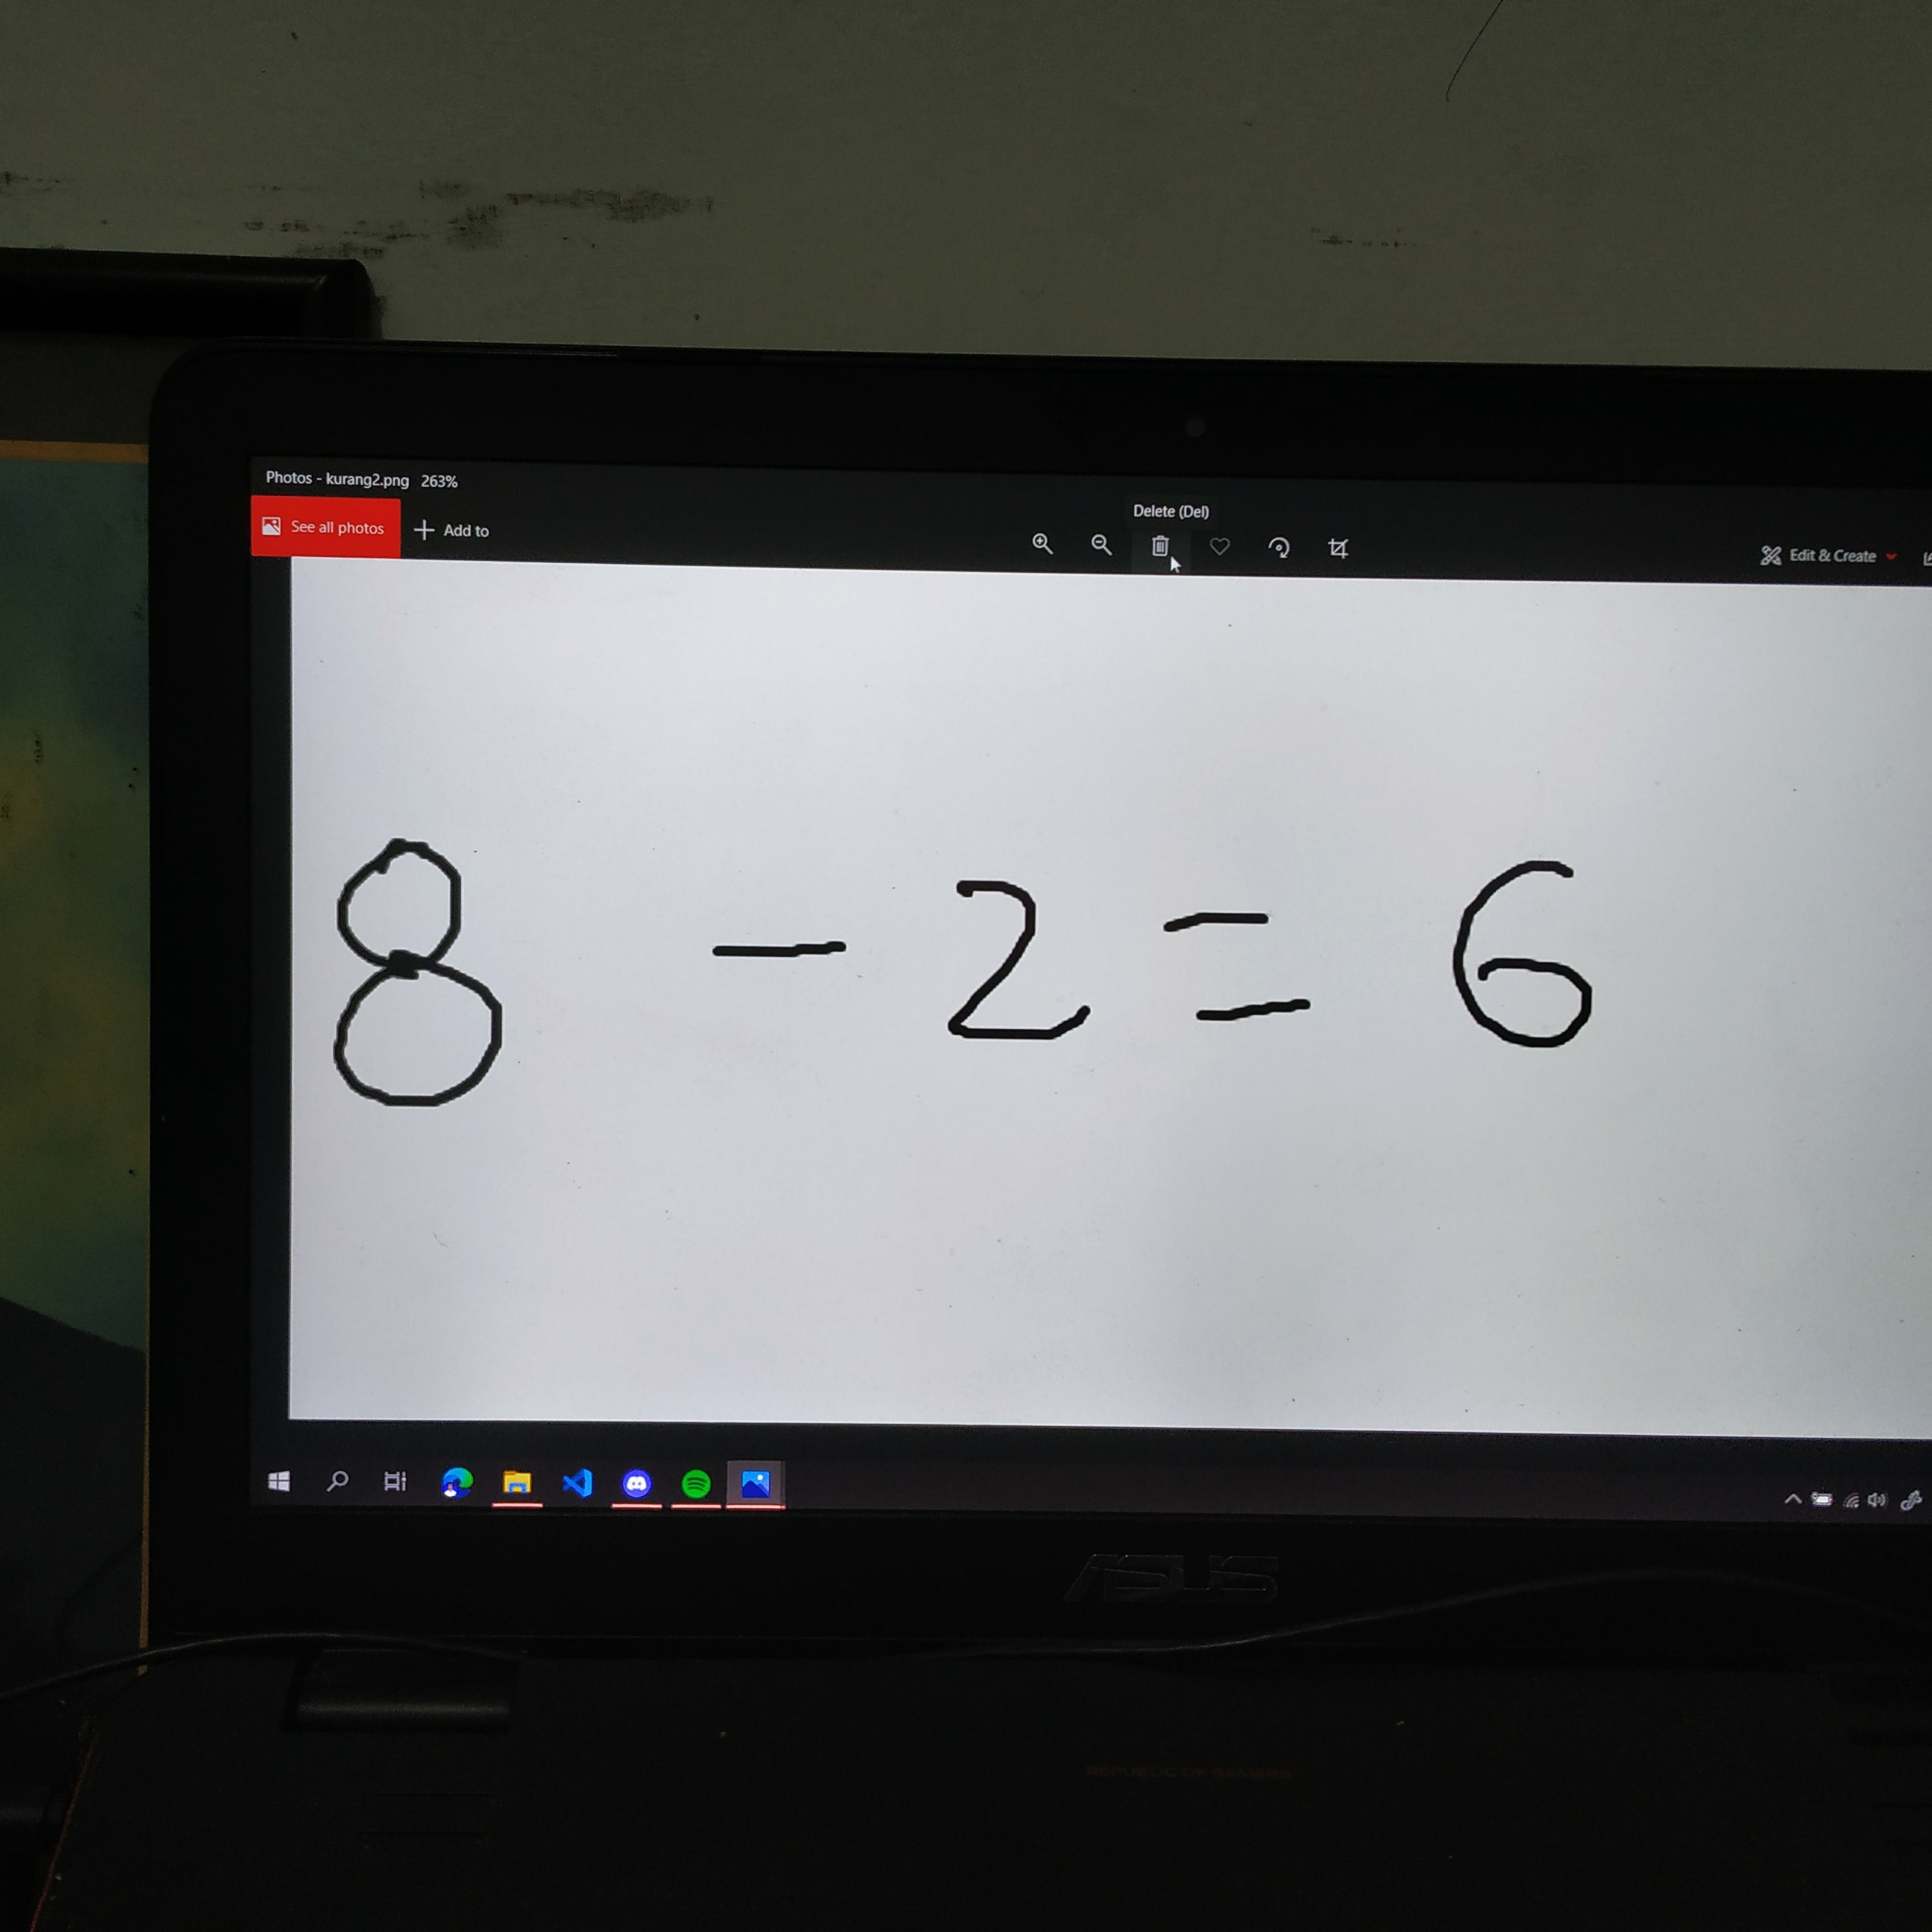 Photos - kurang2.png 263%
Delete (Del)
See all photos
Add to
Edit & Create
8 - 2 = 6
ASUS